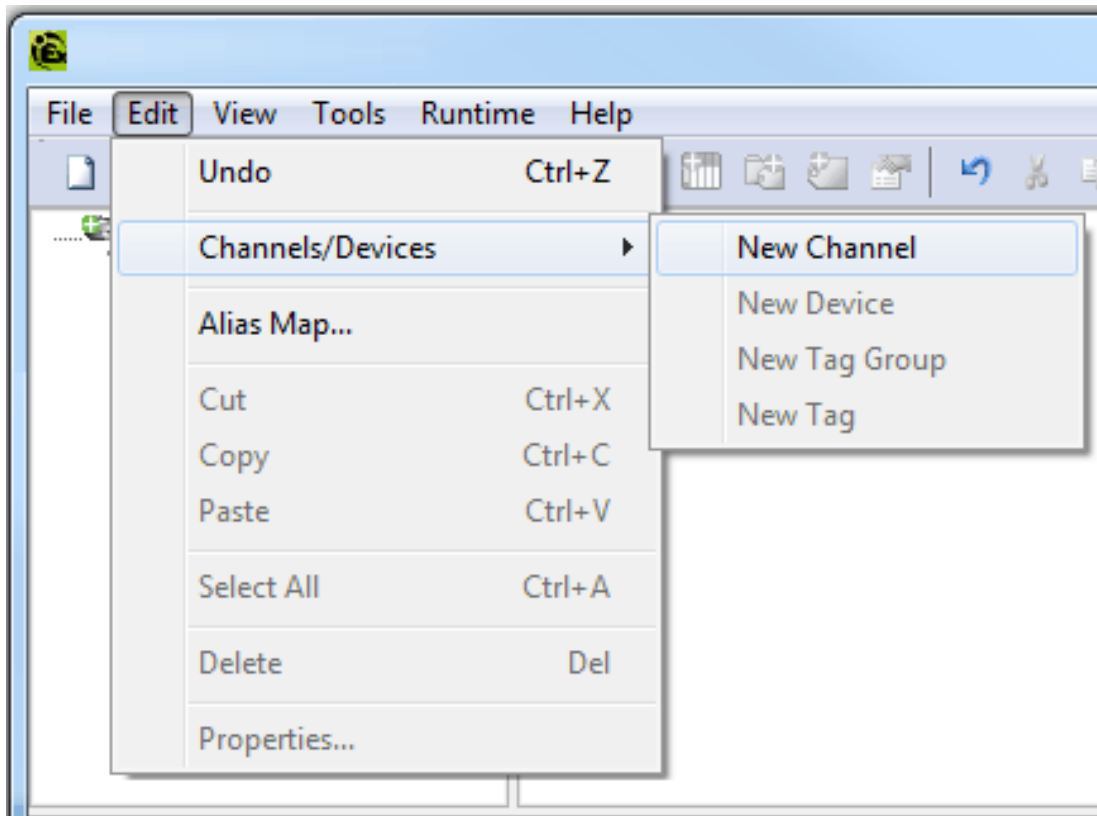 File Edit View Tools Runtime Help
Undo Ctrl+Z
Channels/Devices
New Channel
New Device
New Tag Group
New Tag
Alias Map...
Cut Ctrl+X
Copy Ctrl+C
Paste Ctrl+V
Select All Ctrl+A
Delete Del
Properties...